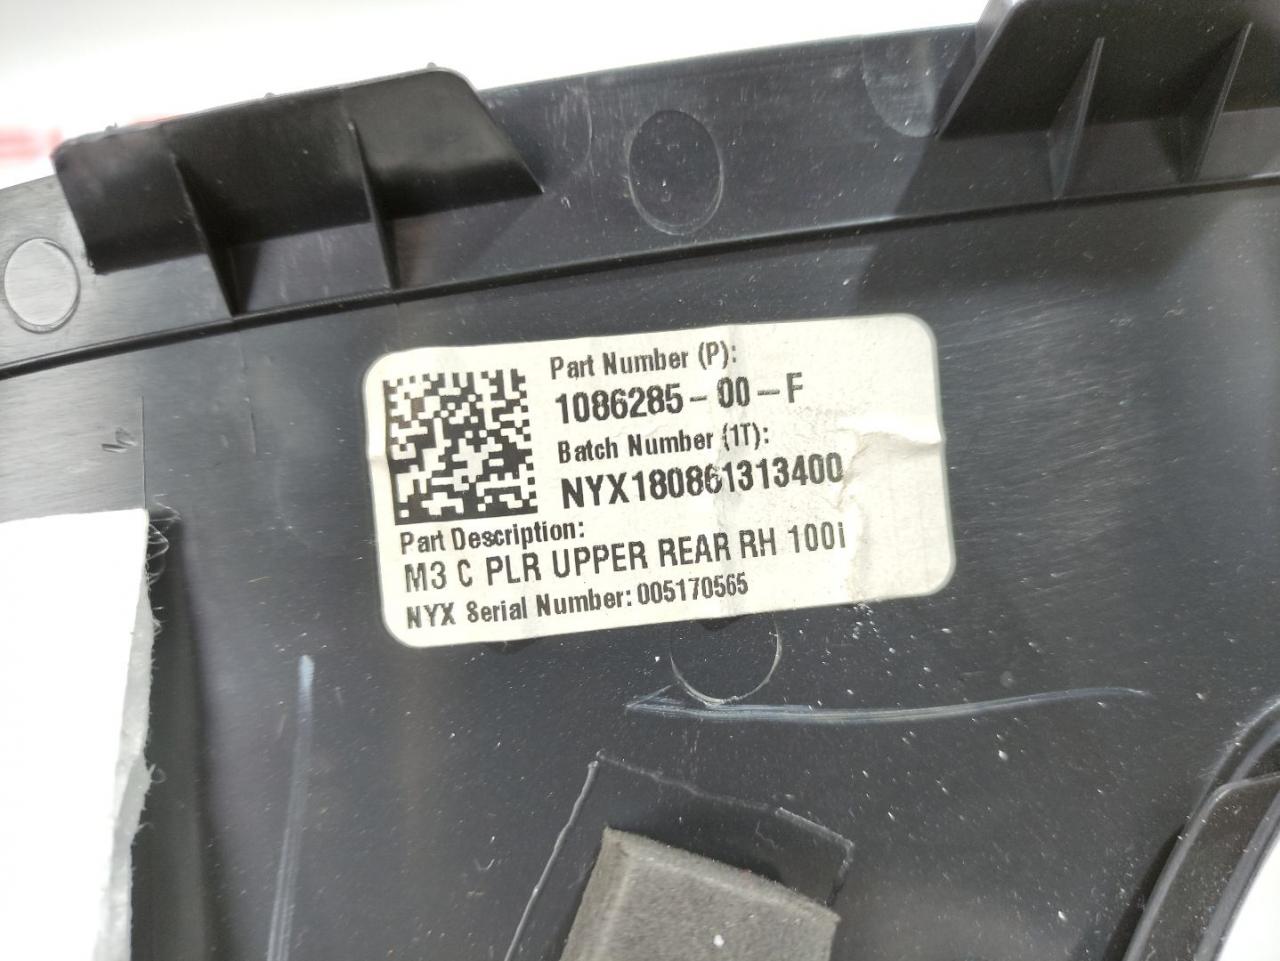 Part Number (P):
1086285-00-F
Batch Number (1T):
NYX180861313400
Part Description:
M3 C PLR UPPER REAR RH 100i
NYX Serial Number: 005170565